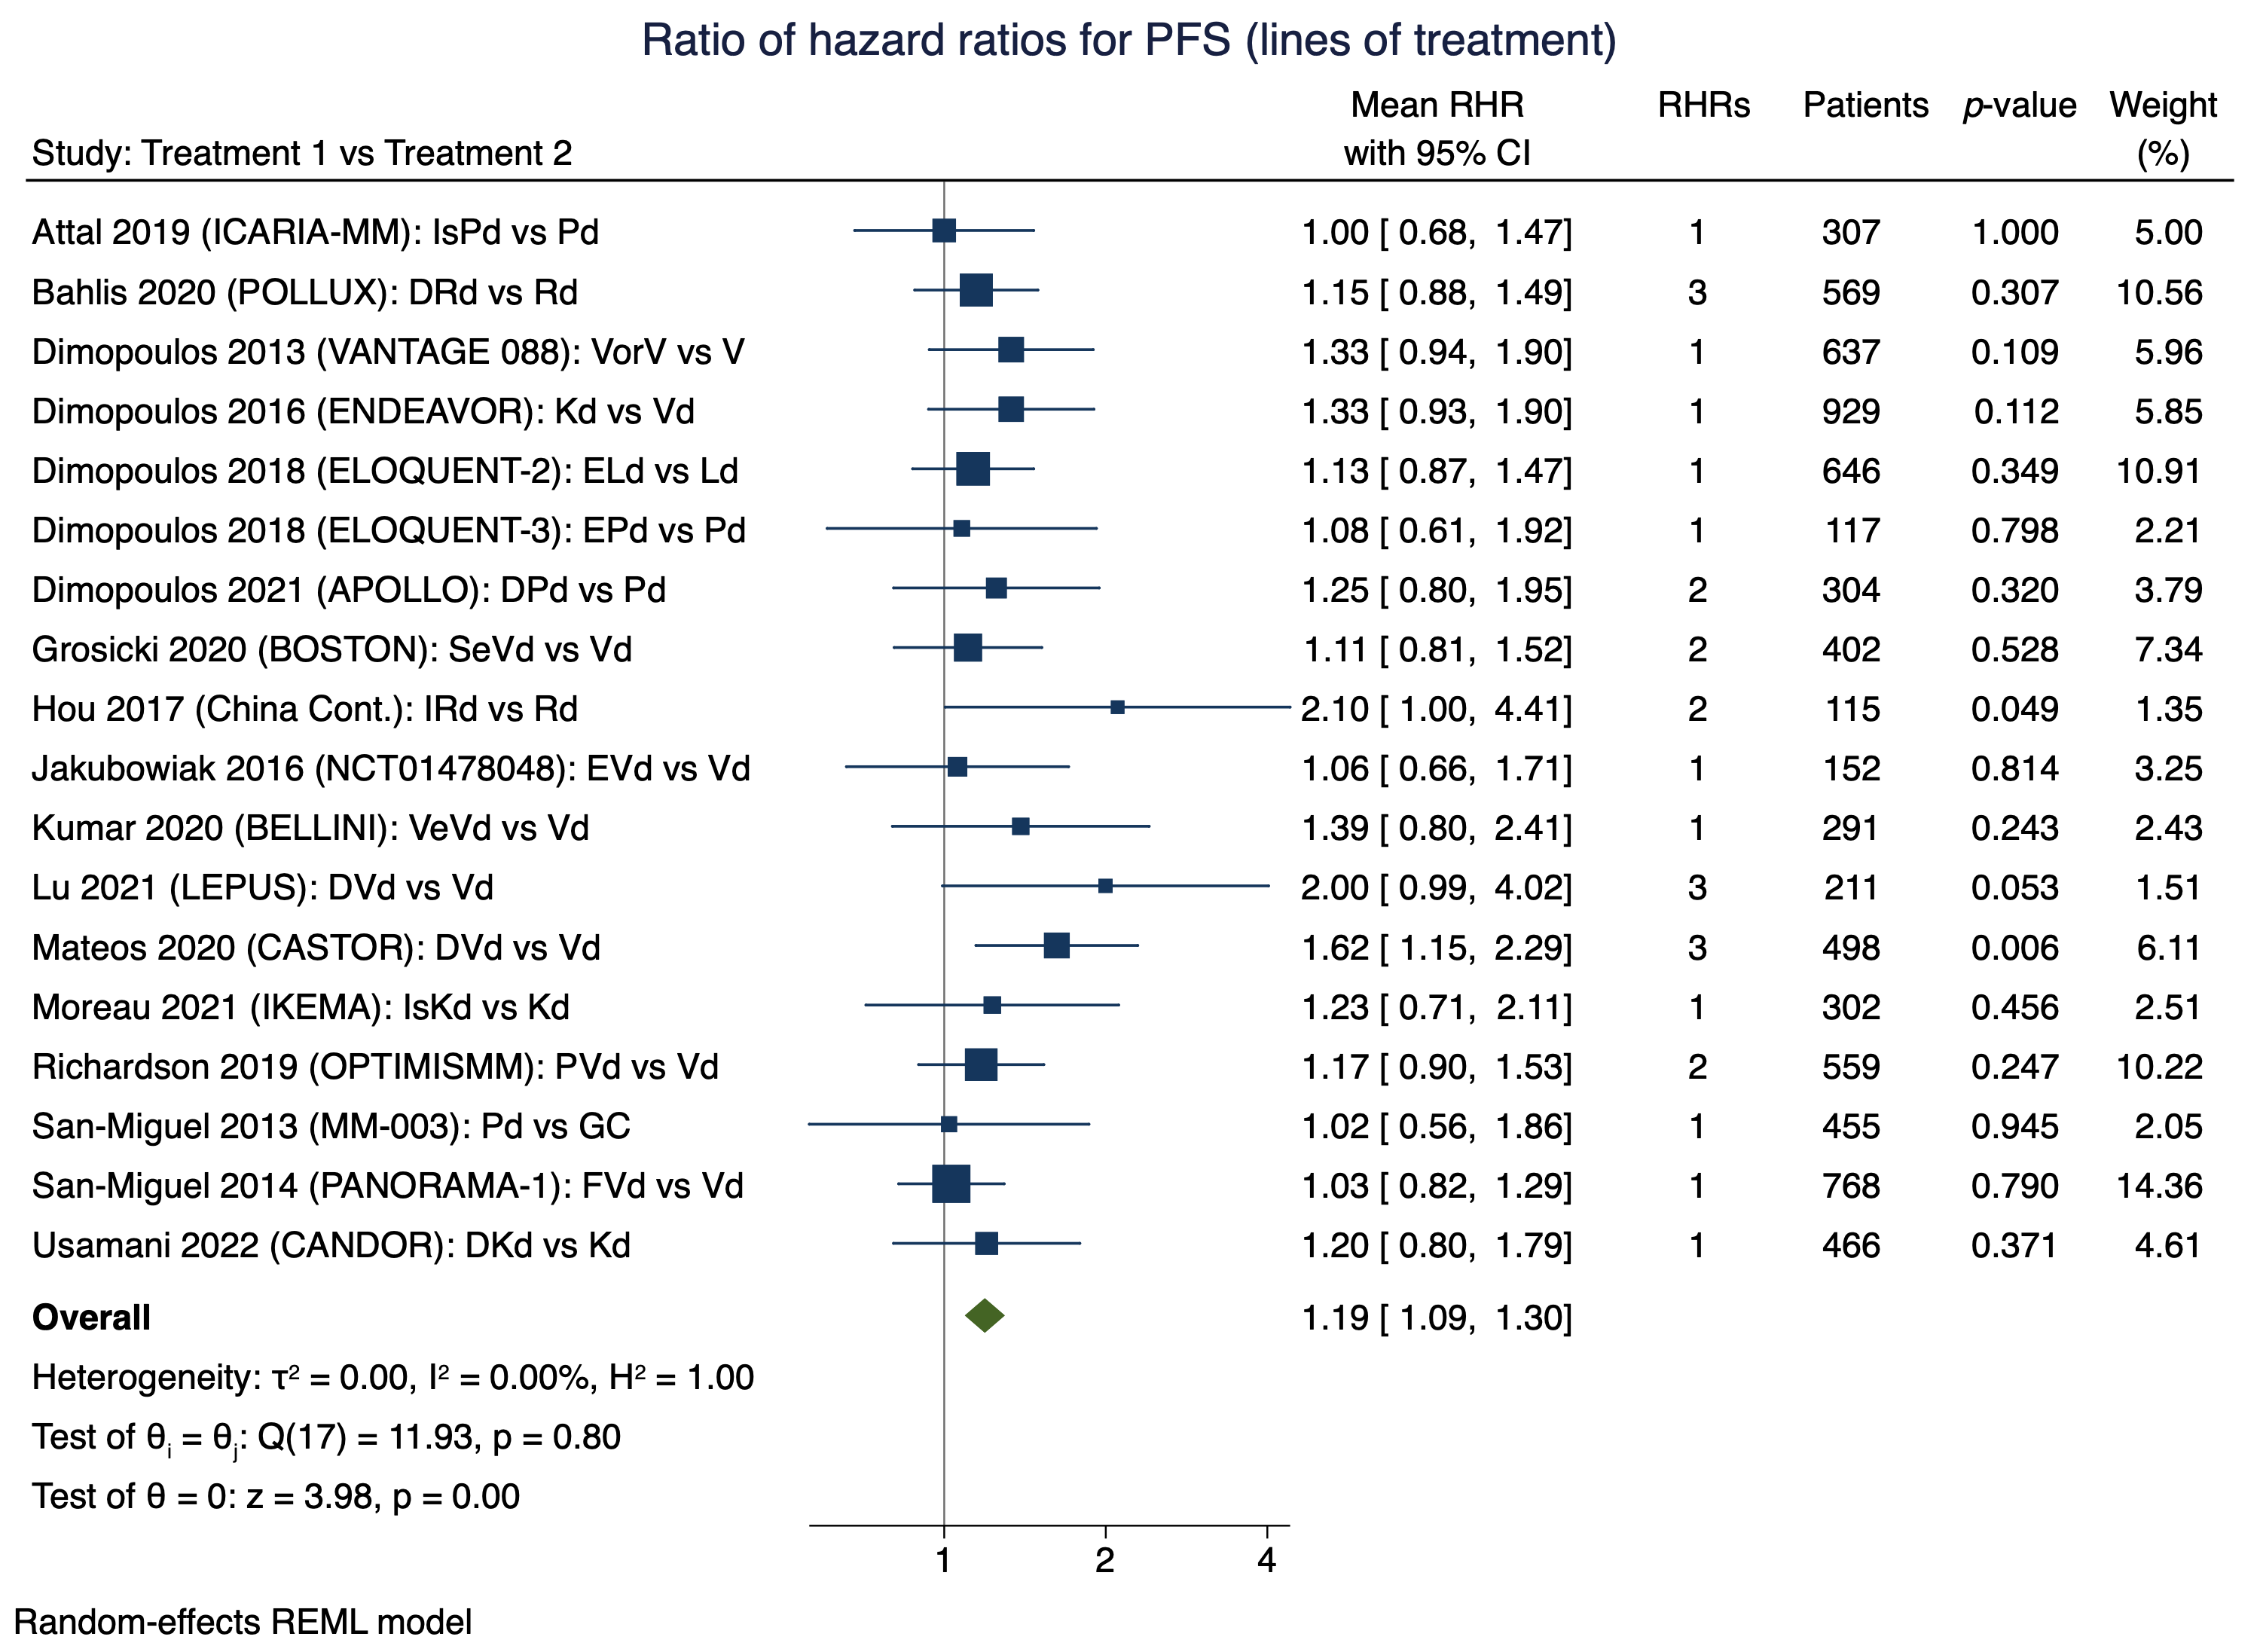 Ratio of hazard ratios for PFS (lines of treatment)
Mean RHR RHRs Patients p-value Weight
Study: Treatment 1 vs Treatment 2 with 95% CI (%)
Attal 2019 (ICARIA-MM): IsPd vs Pd 1.00 [ 0.68, 1.47] 1 307 1.000 5.00
Bahlis 2020 (POLLUX): DRd vs Rd 1.15 [ 0.88, 1.49] 3 569 0.307 10.56
Dimopoulos 2013 (VANTAGE 088): VorV vs V 1.33 [ 0.94, 1.90] 1 637 0.109 5.96
Dimopoulos 2016 (ENDEAVOR): Kd vs Vd 1.33 [ 0.93, 1.90] 1 929 0.112 5.85
Dimopoulos 2018 (ELOQUENT-2): ELd vs Ld 1.13 [ 0.87, 1.47] 1 646 0.349 10.91
Dimopoulos 2018 (ELOQUENT-3): EPd vs Pd 1.08 [ 0.61, 1.92] 1 117 0.798 2.21
Dimopoulos 2021 (APOLLO): DPd vs Pd 1.25 [ 0.80, 1.95] 2 304 0.320 3.79
Grosicki 2020 (BOSTON): SeVd vs Vd 1.11 [ 0.81, 1.52] 2 402 0.528 7.34
Hou 2017 (China Cont.): IRd vs Rd 2.10 [ 1.00, 4.41] 2 115 0.049 1.35
Jakubowiak 2016 (NCT01478048): EVd vs Vd 1.06 [ 0.66, 1.71] 1 152 0.814 3.25
Kumar 2020 (BELLINI): VeVd vs Vd 1.39 [ 0.80, 2.41] 1 291 0.243 2.43
Lu 2021 (LEPUS): DVd vs Vd 2.00 [ 0.99, 4.02] 3 211 0.053 1.51
Mateos 2020 (CASTOR): DVd vs Vd 1.62 [ 1.15, 2.29] 3 498 0.006 6.11
Moreau 2021 (IKEMA): IsKd vs Kd 1.23 [ 0.71, 2.11] 1 302 0.456 2.51
Richardson 2019 (OPTIMISMM): PVd vs Vd 1.17 [ 0.90, 1.53] 2 559 0.247 10.22
San-Miguel 2013 (MM-003): Pd vs GC 1.02 [ 0.56, 1.86] 1 455 0.945 2.05
San-Miguel 2014 (PANORAMA-1): FVd vs Vd 1.03 [ 0.82, 1.29] 1 768 0.790 14.36
Usamani 2022 (CANDOR): DKd vs Kd 1.20 [ 0.80, 1.79] 1 466 0.371 4.61
Overall 1.19 [ 1.09, 1.30]
Heterogeneity: τ² = 0.00, I² = 0.00%, H² = 1.00
Test of θi = θj: Q(17) = 11.93, p = 0.80
Test of θ = 0: z = 3.98, p = 0.00
1 2 4
Random-effects REML model